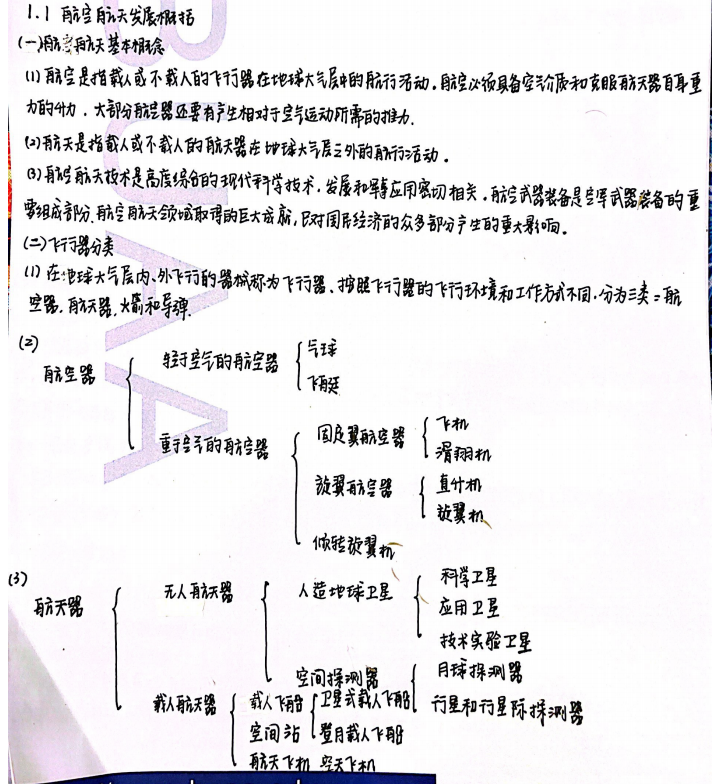 1.1 航空航天发展概括
(一)航空航天基本概念
(1) 航空是指载人或不载人的飞行器在地球大气层中的航行活动。航空必须具备空气介质和克服航天器自身重
力的升力，大部分航空器还要有产生相对于空气运动所需的推力.
(2)航天是指载人或不载人的航天器在地球大气层之外的航行活动。
(3)航空航天技术是高度综合的现代科学技术，发展和军事应用密切相关。航空武器装备是空军武器装备的重
要组成部分.航空航天领域取得的巨大成就，已对国民经济的众多部分产生的重大影响。
(二)飞行器分类
(1) 在地球大气层内、外飞行的器械称为飞行器、按照飞行器的飞行环境和工作方式不同，分为三类：航
空器，航天器，火箭和导弹.
(2)
航空器
轻于空气的航空器
气球
飞艇
重于空气的航空器
固定翼航空器
飞机
滑翔机
旋翼航空器
直升机
旋翼机
倾转旋翼机
(3)
航天器
无人航天器
人造地球卫星
科学卫星
应用卫星
技术实验卫星
空间探测器
月球探测器
行星和行星际探测器
载人航天器
载人飞船
卫星式载人飞船
登月载人飞船
空间站
航天飞机 空天飞机
BUAA